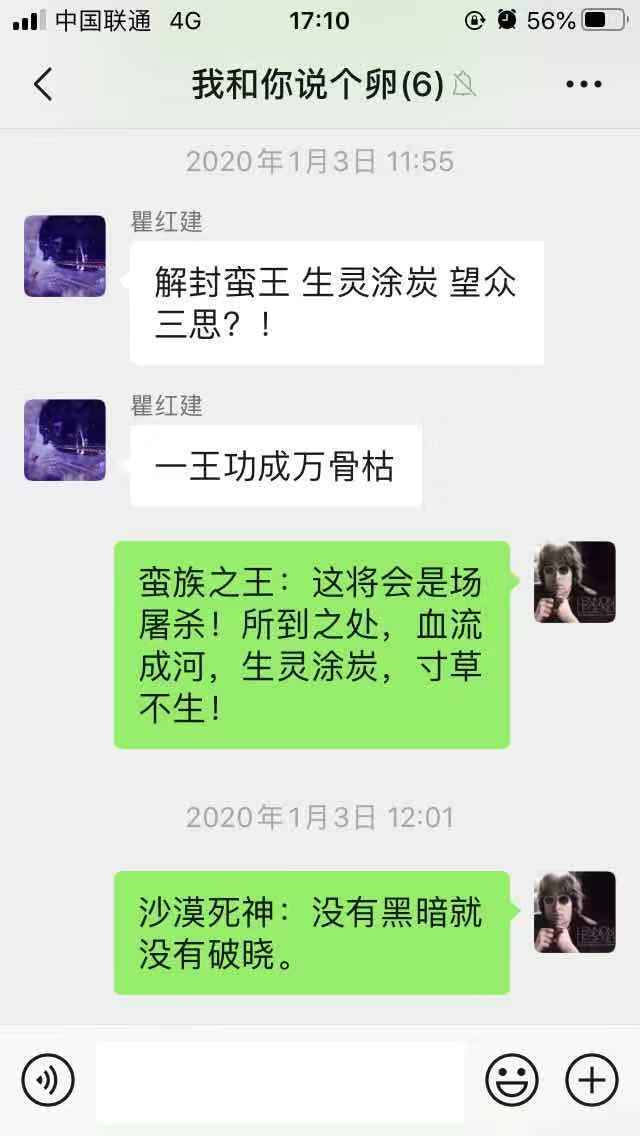 中国联通 4G 17:10 56%
我和你说个卵(6)
2020年1月3日 11:55
瞿红建
解封蛮王 生灵涂炭 望众
三思？！
瞿红建
一王功成万骨枯
蛮族之王：这将会是场
屠杀！所到之处，血流
成河，生灵涂炭，寸草
不生！
2020年1月3日 12:01
沙漠死神：没有黑暗就
没有破晓。